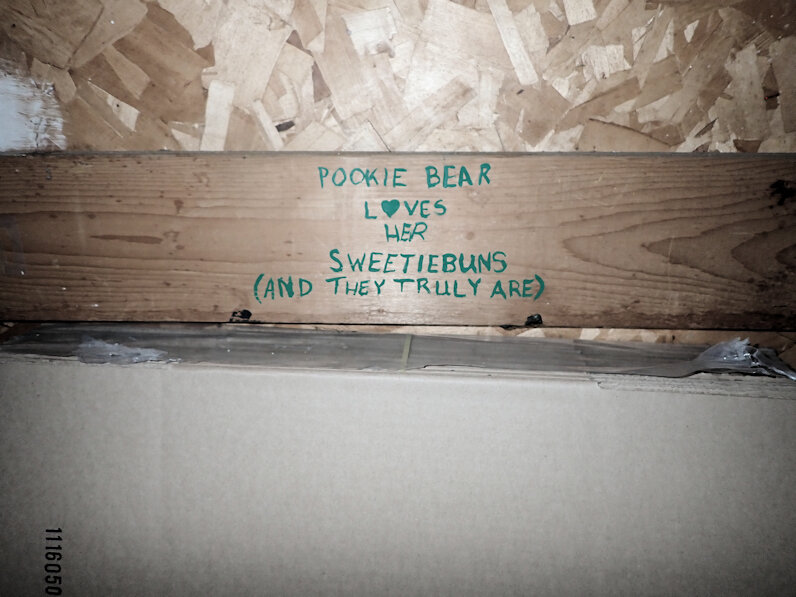 POOKIE BEAR
L♥VES
HER
SWEETIEBUNS
(AND THEY TRULY ARE)
1116050